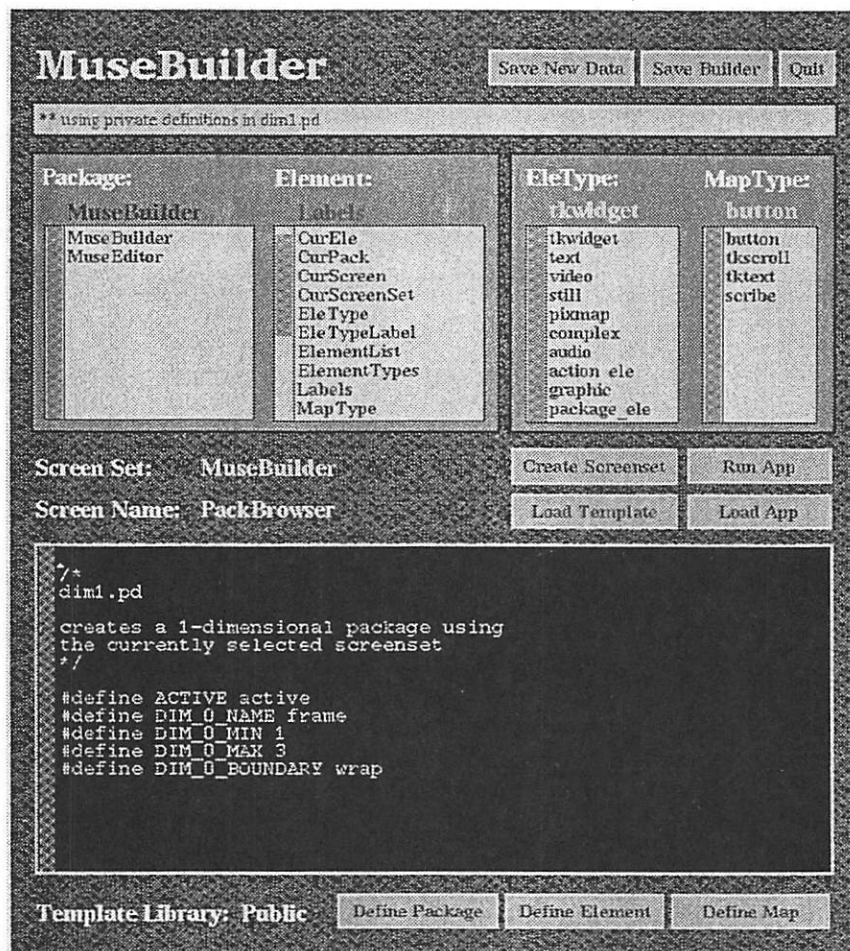 MuseBuilder
Save New Data
Save Builder
Quit
** using private definitions in dim1.pd
Package:
Element:
EleType:
MapType:
MuseBuilder
Labels
tkwidget
button
MuseBuilder
MuseEditor
CurEle
CurPack
CurScreen
CurScreenSet
EleType
EleTypeLabel
ElementList
ElementTypes
Labels
MapType
tkwidget
text
video
still
pixmap
complex
audio
action_ele
graphic
package_ele
button
tkscroll
tktext
scribe
Screen Set: MuseBuilder
Create Screenset
Run App
Screen Name: PackBrowser
Load Template
Load App
/*
dim1.pd
creates a 1-dimensional package using
the currently selected screenset
*/
#define ACTIVE active
#define DIM_0_NAME frame
#define DIM_0_MIN 1
#define DIM_0_MAX 3
#define DIM_0_BOUNDARY wrap
Template Library: Public
Define Package
Define Element
Define Map